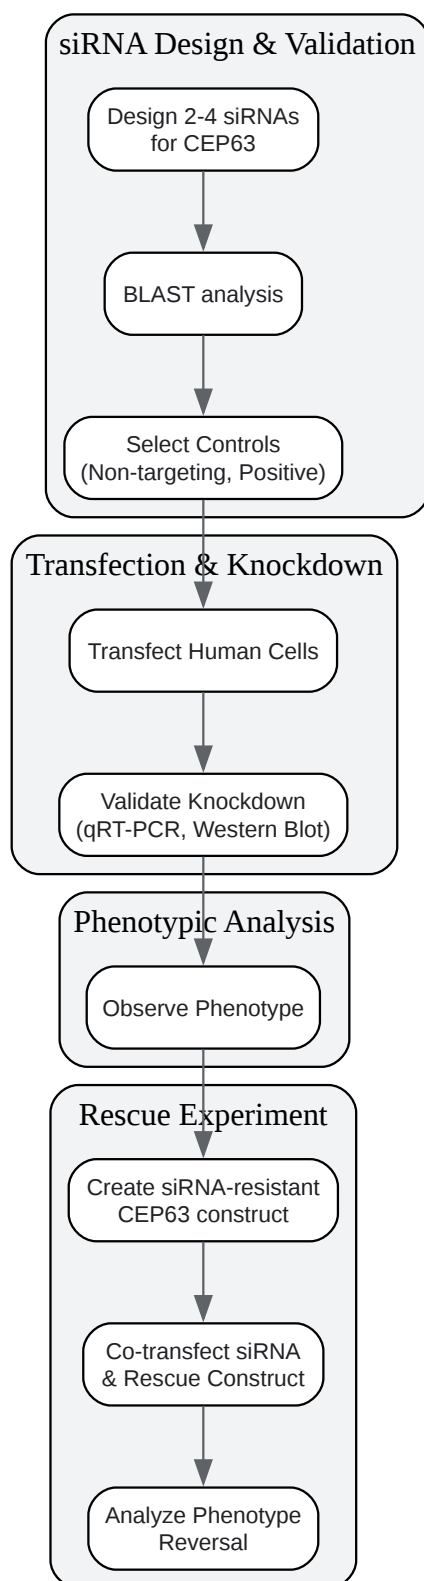 siRNA Design & Validation
Design 2-4 siRNAs
for CEP63
BLAST analysis
Select Controls
(Non-targeting, Positive)
Transfection & Knockdown
Transfect Human Cells
Validate Knockdown
(qRT-PCR, Western Blot)
Phenotypic Analysis
Observe Phenotype
Rescue Experiment
Create siRNA-resistant
CEP63 construct
Co-transfect siRNA
& Rescue Construct
Analyze Phenotype
Reversal